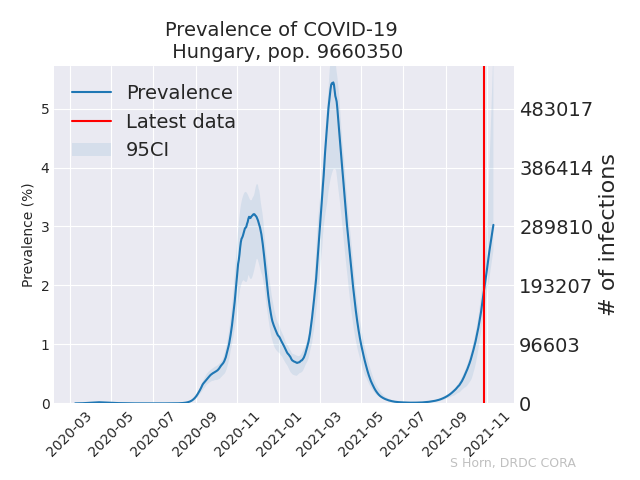 Prevalence of COVID-19
Hungary, pop. 9660350
Prevalence
Latest data
95CI
Prevalence (%)
5
4
3
2
1
0
483017
386414
289810
193207
96603
0
# of infections
2020-03
2020-05
2020-07
2020-09
2020-11
2021-01
2021-03
2021-05
2021-07
2021-09
2021-11
S Horn, DRDC CORA